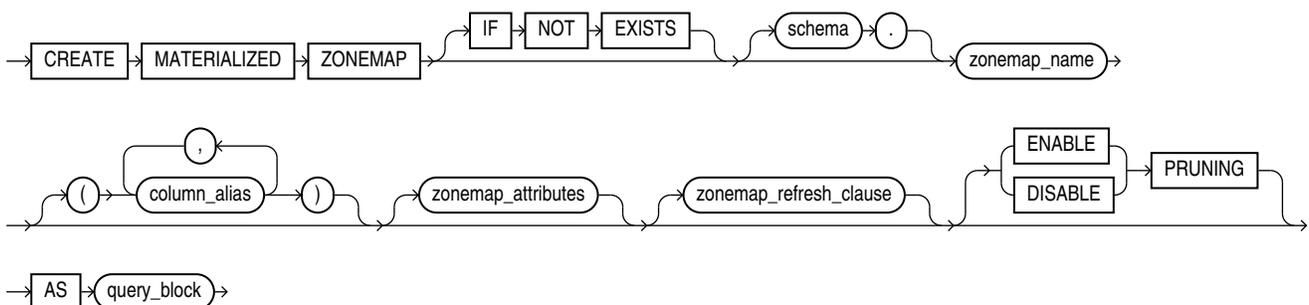 CREATE MATERIALIZED ZONEMAP IF NOT EXISTS schema . zonemap_name
( column_alias , ) zonemap_attributes zonemap_refresh_clause ENABLE DISABLE PRUNING
AS query_block